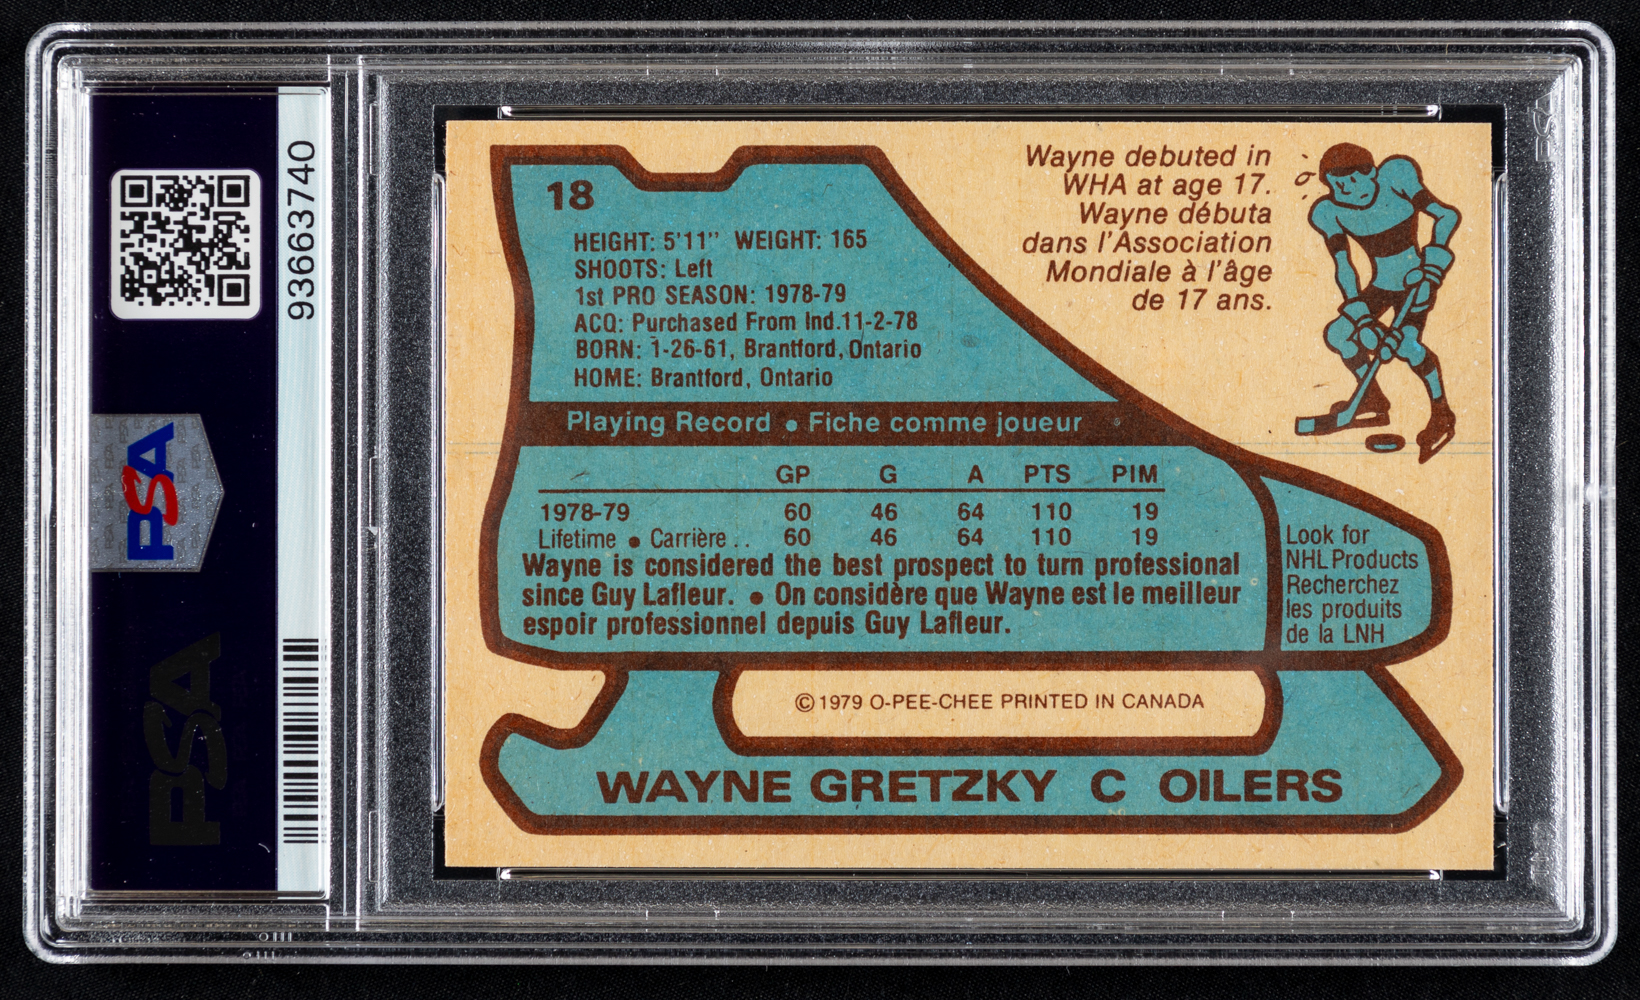 93663740
PSA
PSA
18
HEIGHT: 5'11" WEIGHT: 165
SHOOTS: Left
1st PRO SEASON: 1978-79
ACQ: Purchased From Ind.11-2-78
BORN: 1-26-61, Brantford, Ontario
HOME: Brantford, Ontario
Wayne debuted in
WHA at age 17.
Wayne débuta
dans l'Association
Mondiale à l'âge
de 17 ans.
Playing Record • Fiche comme joueur
GP G A PTS PIM
1978-79 60 46 64 110 19
Lifetime • Carrière .. 60 46 64 110 19
Wayne is considered the best prospect to turn professional
since Guy Lafleur. • On considère que Wayne est le meilleur
espoir professionnel depuis Guy Lafleur.
Look for
NHL Products
Recherchez
les produits
de la LNH
© 1979 O-PEE-CHEE PRINTED IN CANADA
WAYNE GRETZKY C OILERS
PSA